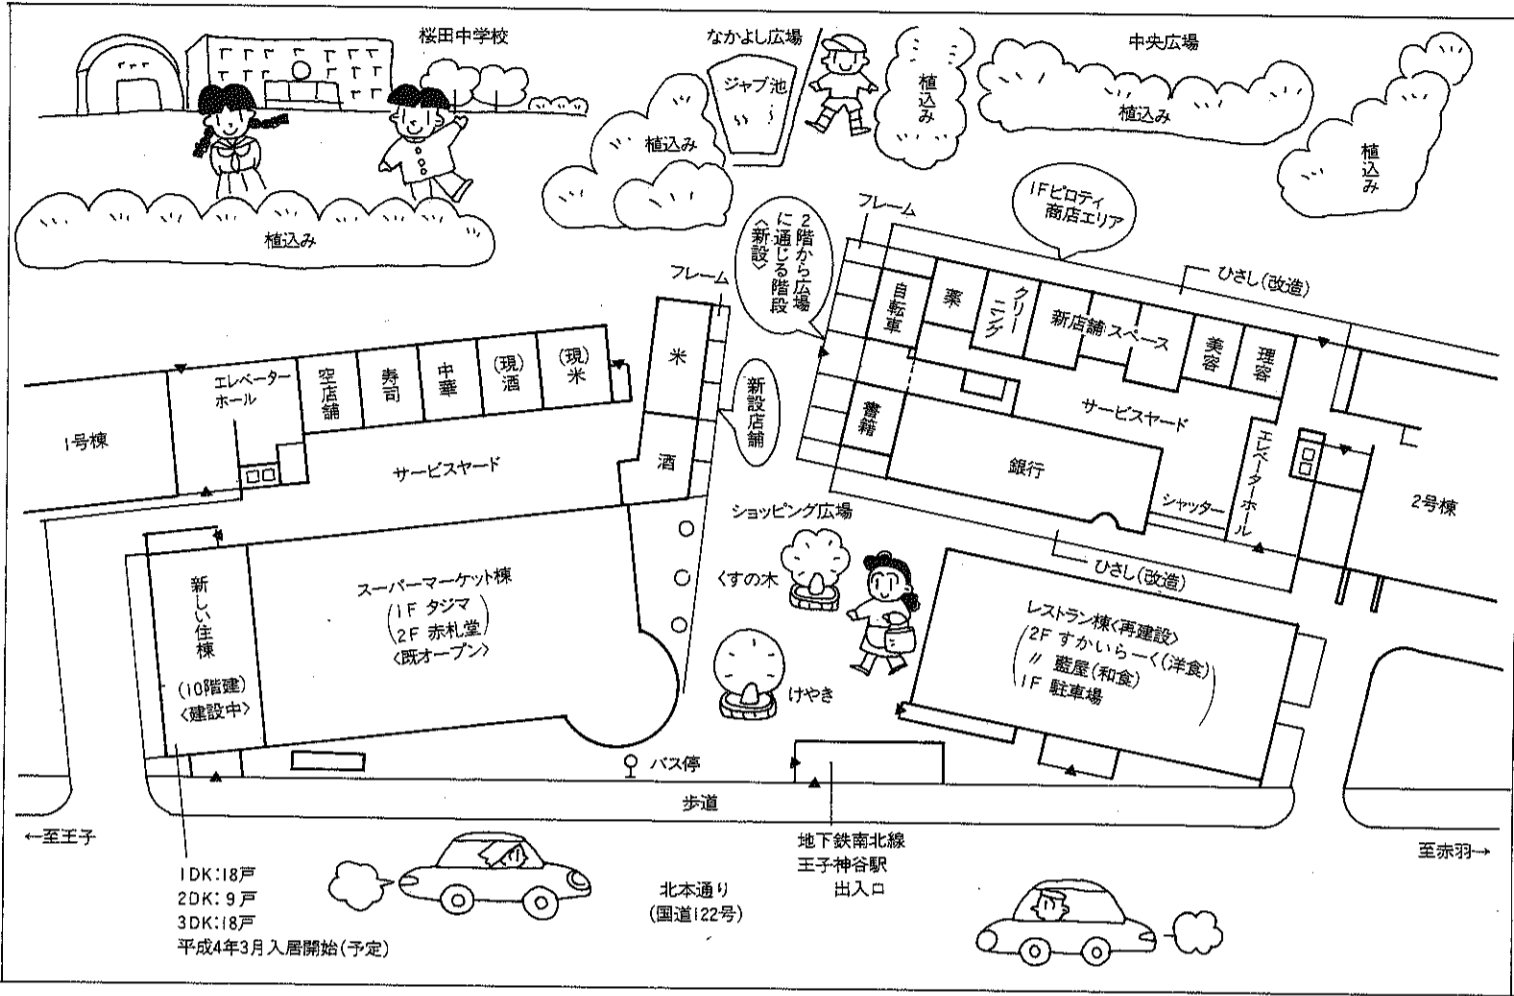 桜田中学校
なかよし広場
ジャブ池
植込み
中央広場
植込み
植込み
植込み
植込み
1Fピロティ
商店エリア
フレーム
2階から広場
に通じる階段
〈新設〉
ひさし(改造)
フレーム
自転車
薬
クリーニング
新店舗スペース
美容
理容
エレベーター
ホール
空店舗
寿司
中華
(現)酒
(現)米
米
新設店舗
書籍
サービスヤード
1号棟
サービスヤード
酒
銀行
エレベーターホール
シャッター
2号棟
ショッピング広場
くすの木
ひさし(改造)
新しい住棟
(10階建)
〈建設中〉
スーパーマーケット棟
(1F タジマ
2F 赤札堂)
〈既オープン〉
レストラン棟〈再建設〉
(2F すかいらーく(洋食)
〃 藍屋(和食)
1F 駐車場)
けやき
バス停
歩道
←至王子
至赤羽→
地下鉄南北線
王子神谷駅
出入口
1DK:18戸
2DK:9戸
3DK:18戸
平成4年3月入居開始(予定)
北本通り
(国道122号)